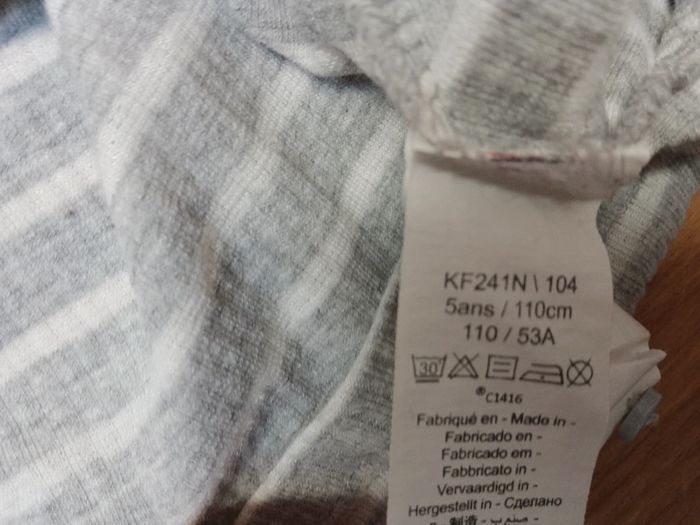 KF241N \ 104
5ans / 110cm
110 / 53A
30
®C1416
Fabriqué en - Made in -
Fabricado en -
Fabricado em -
Fabbricato in -
Vervaardigd in -
Hergestellt in - Сделано